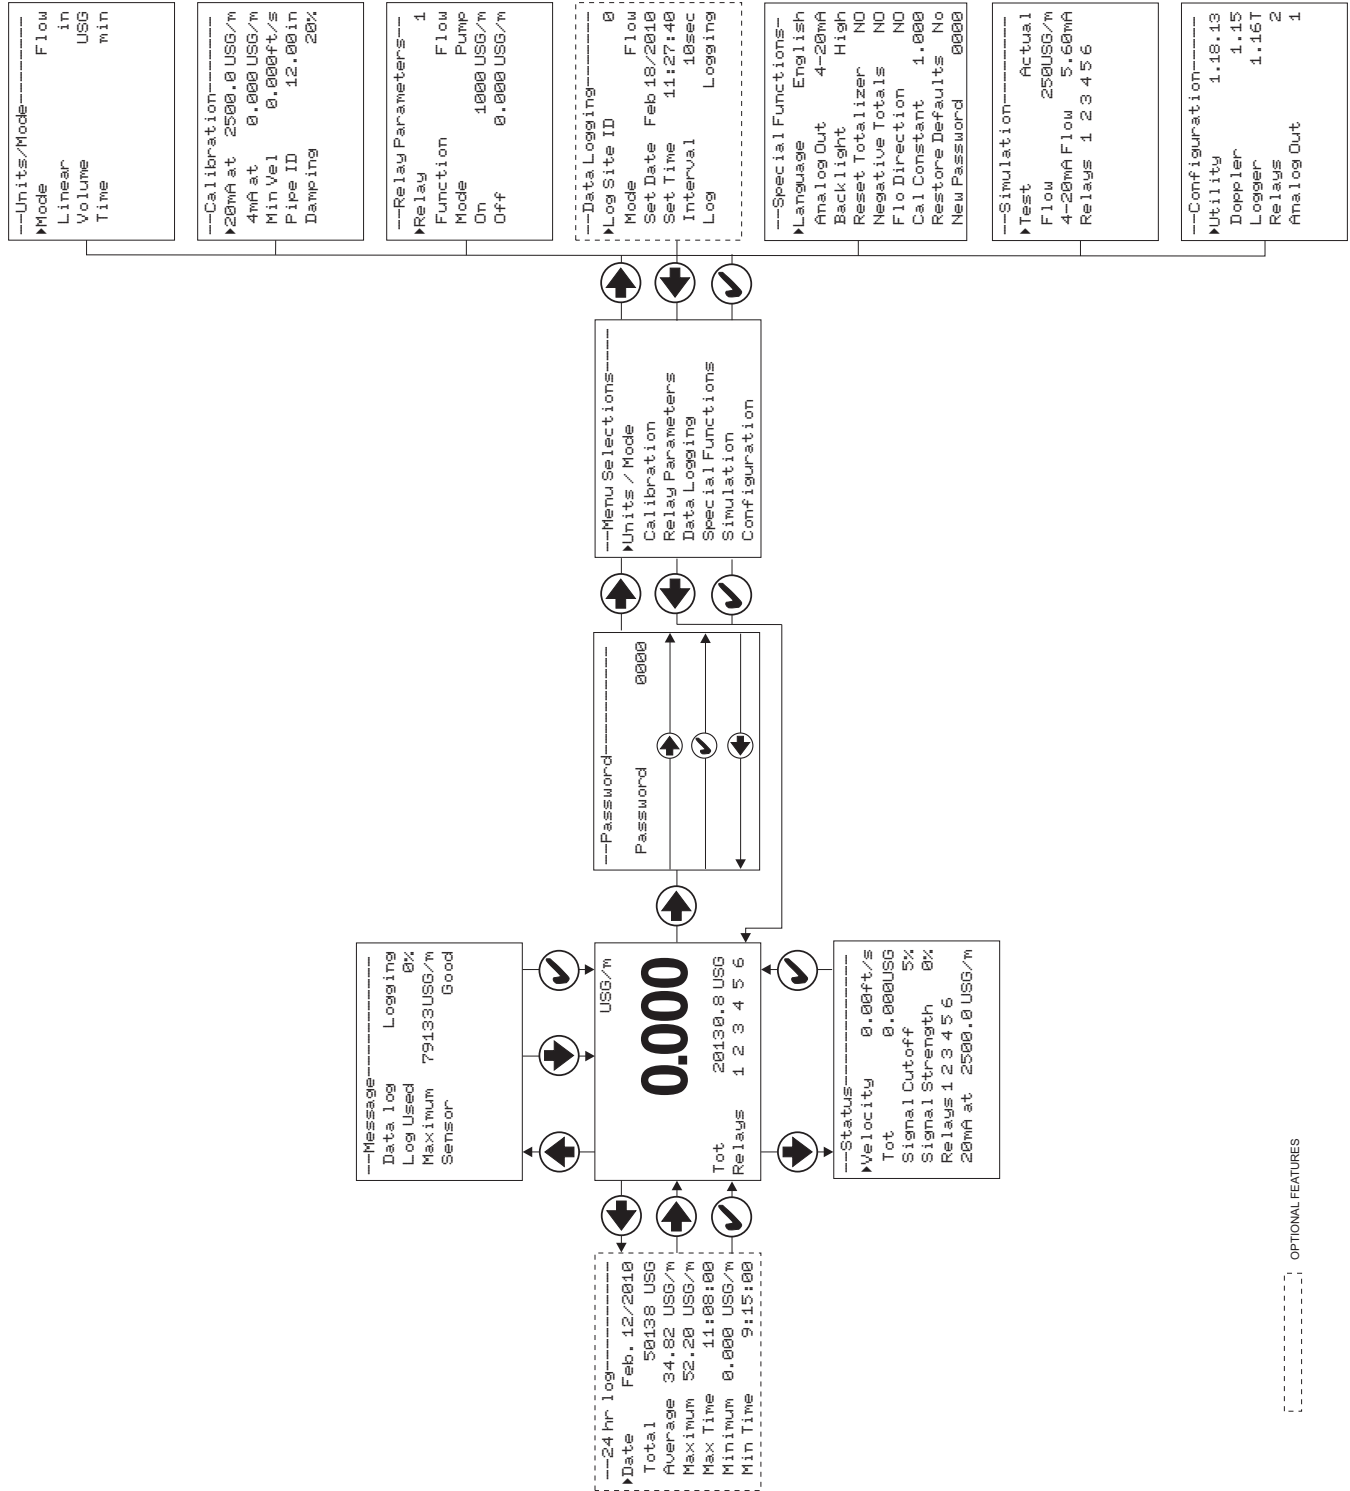 --24 hr log-----------
▶Date Feb. 12/2010
Total 50138 USG
Average 34.82 USG/m
Maximum 52.20 USG/m
Max Time 11:08:00
Minimum 0.000 USG/m
Min Time 9:15:00
--Message-------------
Data log Logging
Log Used 0%
Maximum 79133USG/m
Sensor Good
USG/m
0.000
Tot 20130.8 USG
Relays 1 2 3 4 5 6
--Status--------------
▶Velocity 0.00ft/s
Tot 0.000USG
Signal Cutoff 5%
Signal Strength 0%
Relays 1 2 3 4 5 6
20mA at 2500.0 USG/m
--Password------------
Password 0000
--Menu Selections-----
▶Units / Mode
Calibration
Relay Parameters
Data Logging
Special Functions
Simulation
Configuration
--Units/Mode----------
▶Mode Flow
Linear in
Volume USG
Time min
--Calibration---------
▶20mA at 2500.0 USG/m
4mA at 0.000 USG/m
Min Vel 0.000ft/s
Pipe ID 12.00in
Damping 20%
--Relay Parameters--
▶Relay 1
Function Flow
Mode Pump
On 1000 USG/m
Off 0.000 USG/m
--Data Logging--------
▶Log Site ID 0
Mode Flow
Set Date Feb 18/2010
Set Time 11:27:40
Interval 10sec
Log Logging
--Special Functions-
▶Language English
Analog Out 4-20mA
Backlight High
Reset Totalizer NO
Negative Totals NO
Flo Direction NO
Cal Constant 1.000
Restore Defaults No
New Password 0000
--Simulation---------
▶Test Actual
Flow 250USG/m
4-20mA Flow 5.60mA
Relays 1 2 3 4 5 6
--Configuration------
▶Utility 1.18.13
Doppler 1.15
Logger 1.16T
Relays 2
Analog Out 1
OPTIONAL FEATURES